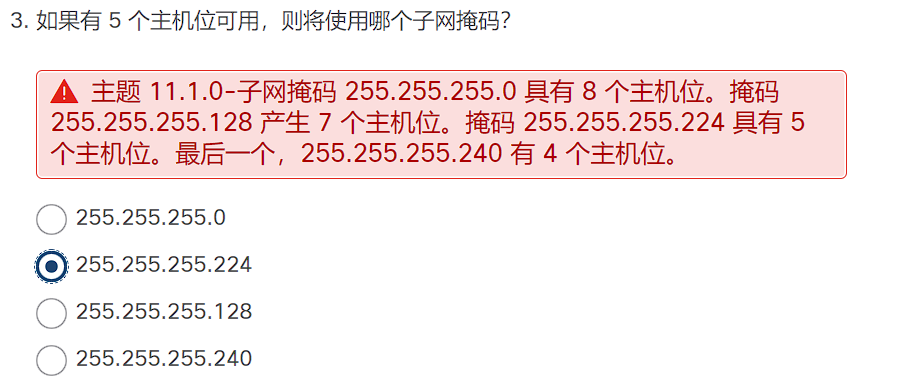 3. 如果有 5 个主机位可用，则将使用哪个子网掩码？
主题 11.1.0-子网掩码 255.255.255.0 具有 8 个主机位。掩码
255.255.255.128 产生 7 个主机位。掩码 255.255.255.224 具有 5
个主机位。最后一个，255.255.255.240 有 4 个主机位。
255.255.255.0
255.255.255.224
255.255.255.128
255.255.255.240